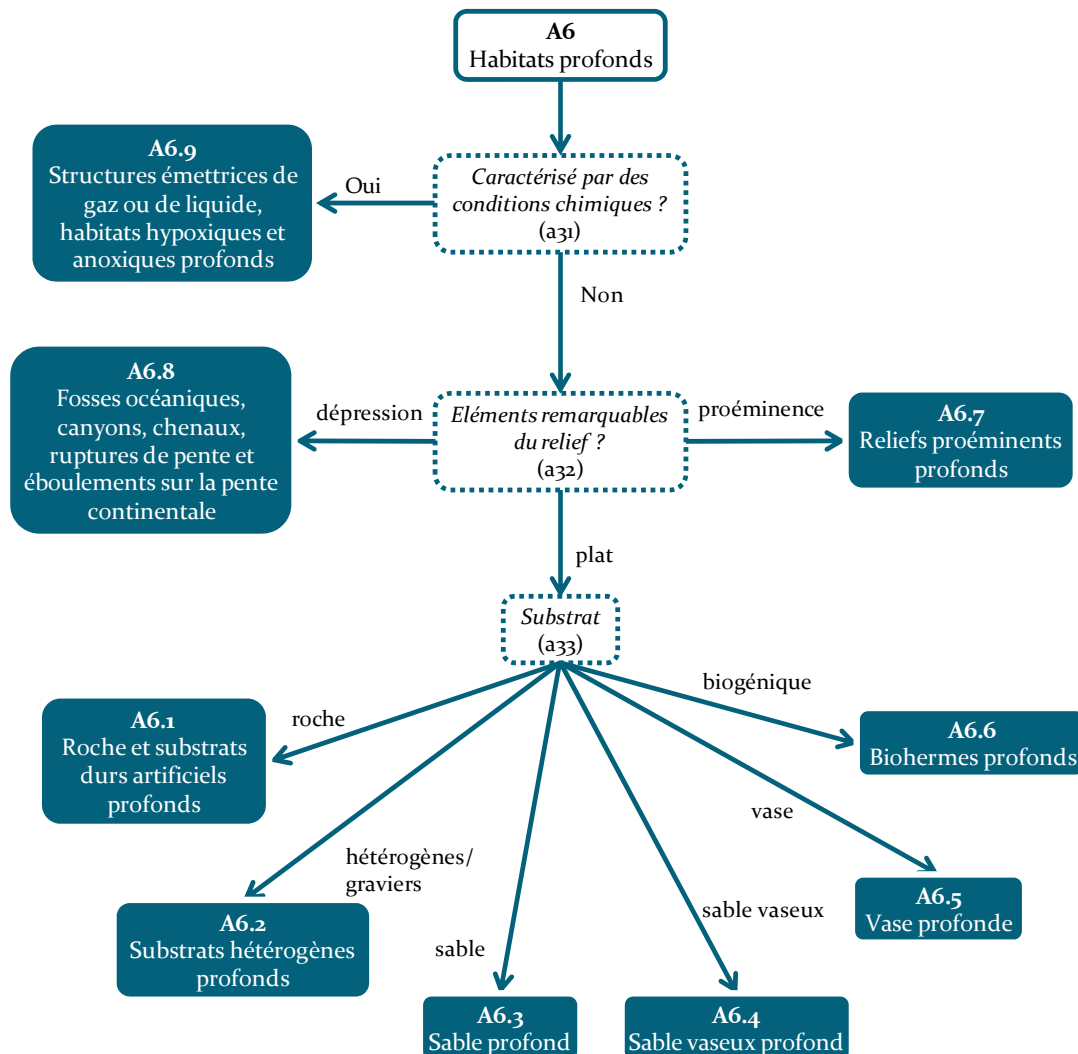 A6
Habitats profonds
A6.9
Structures émettrices de
gaz ou de liquide,
habitats hypoxiques et
anoxiques profonds
Oui
Caractérisé par des
conditions chimiques ?
(a31)
Non
A6.8
Fosses océaniques,
canyons, chenaux,
ruptures de pente et
éboulements sur la pente
continentale
dépression
Eléments remarquables
du relief ?
(a32)
proéminence
A6.7
Reliefs proéminents
profonds
plat
Substrat
(a33)
biogénique
roche
A6.1
Roche et substrats
durs artificiels
profonds
A6.6
Biohermes profonds
vase
hétérogènes/
graviers
A6.5
Vase profonde
sable vaseux
A6.2
Substrats hétérogènes
profonds
sable
A6.3
Sable profond
A6.4
Sable vaseux profond